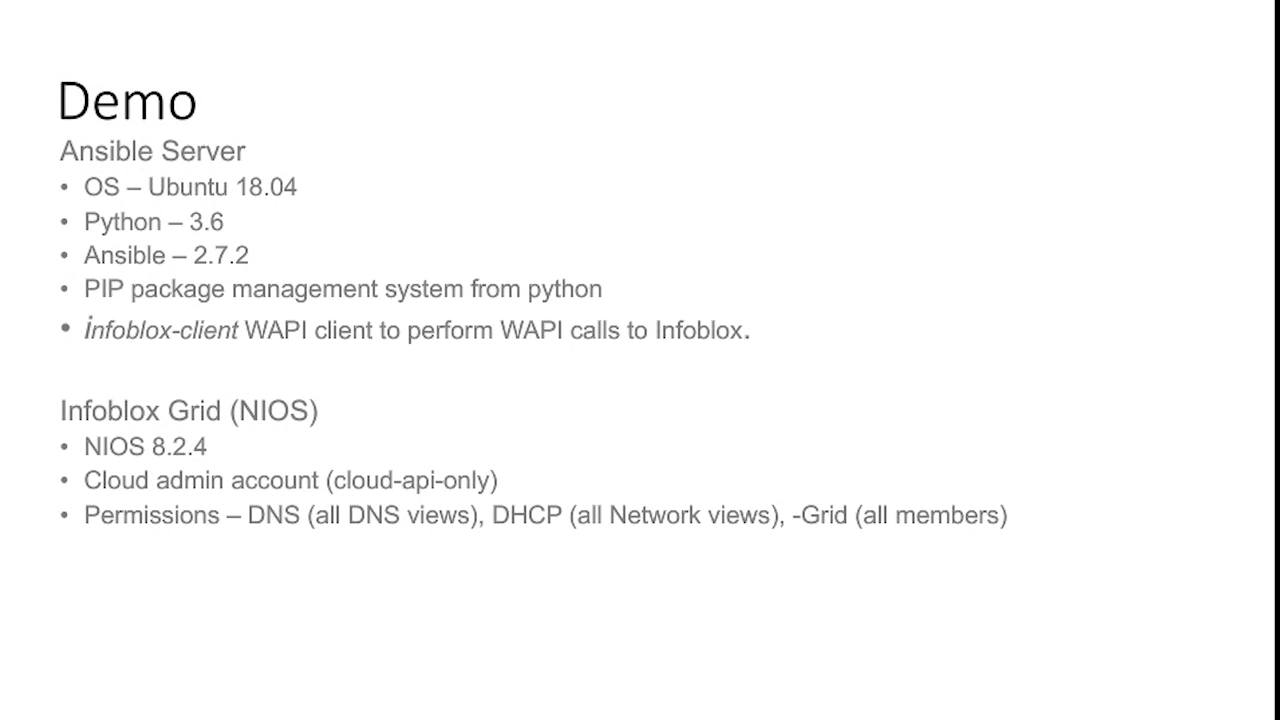 Demo
Ansible Server
• OS – Ubuntu 18.04
• Python – 3.6
• Ansible – 2.7.2
• PIP package management system from python
• infoblox-client WAPI client to perform WAPI calls to Infoblox.
Infoblox Grid (NIOS)
• NIOS 8.2.4
• Cloud admin account (cloud-api-only)
• Permissions – DNS (all DNS views), DHCP (all Network views), -Grid (all members)